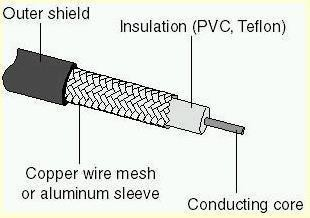 Outer shield
Insulation (PVC, Teflon)
Copper wire mesh
or aluminum sleeve
Conducting core